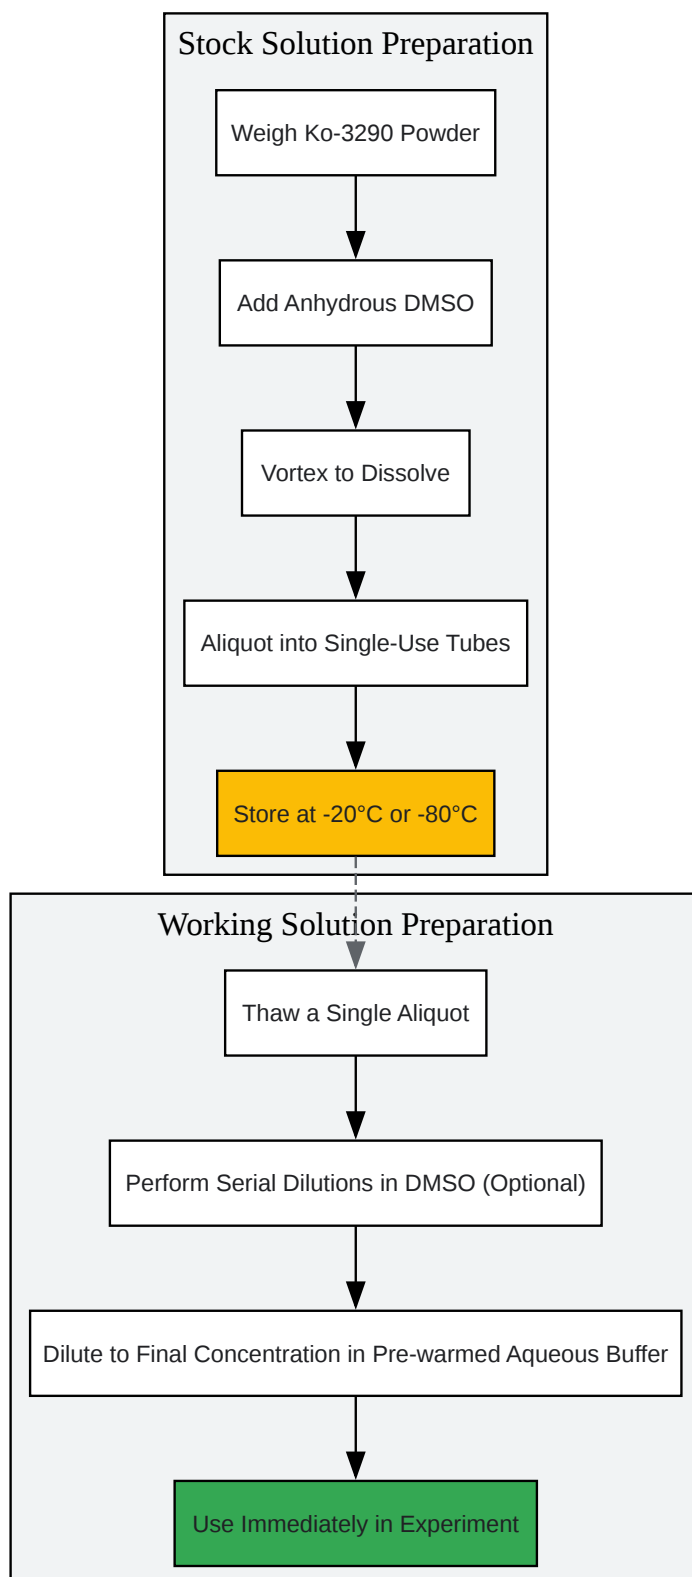 Stock Solution Preparation
Weigh Ko-3290 Powder
Add Anhydrous DMSO
Vortex to Dissolve
Aliquot into Single-Use Tubes
Store at -20°C or -80°C
Working Solution Preparation
Thaw a Single Aliquot
Perform Serial Dilutions in DMSO (Optional)
Dilute to Final Concentration in Pre-warmed Aqueous Buffer
Use Immediately in Experiment